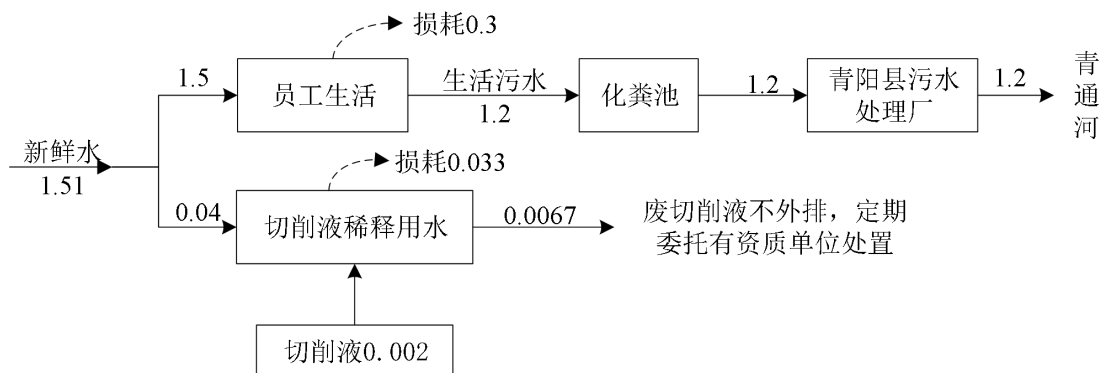 损耗0.3
1.5
员工生活
生活污水
1.2
化粪池
1.2
青阳县污水
处理厂
1.2
青
通
河
新鲜水
1.51
损耗0.033
0.04
切削液稀释用水
0.0067
废切削液不外排，定期
委托有资质单位处置
切削液0.002